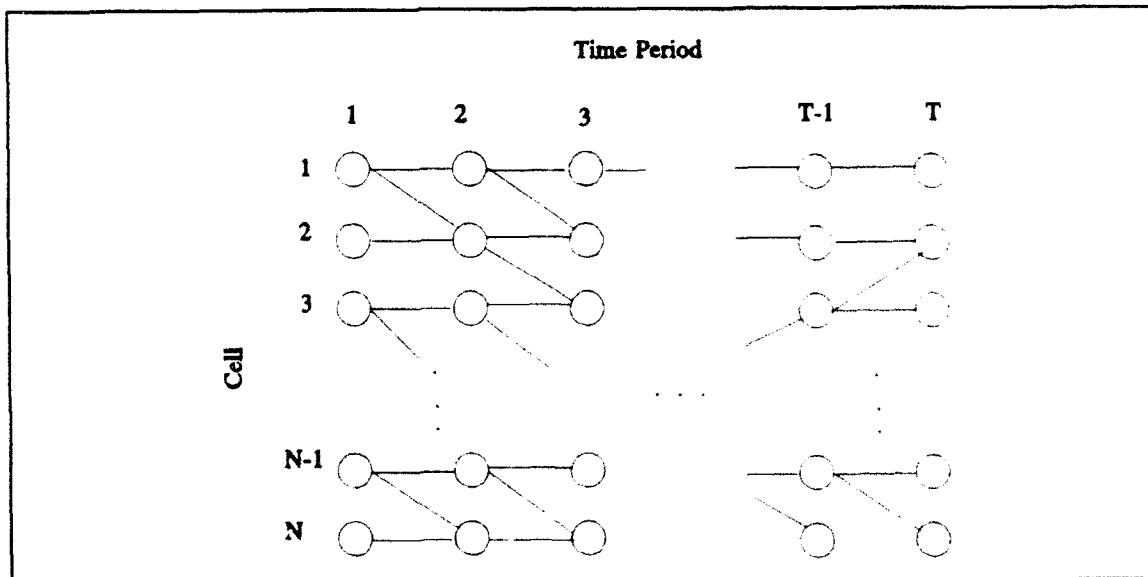 Time Period
1 2 3 T-1 T
1
2
3
Cell
. . .
N-1
N